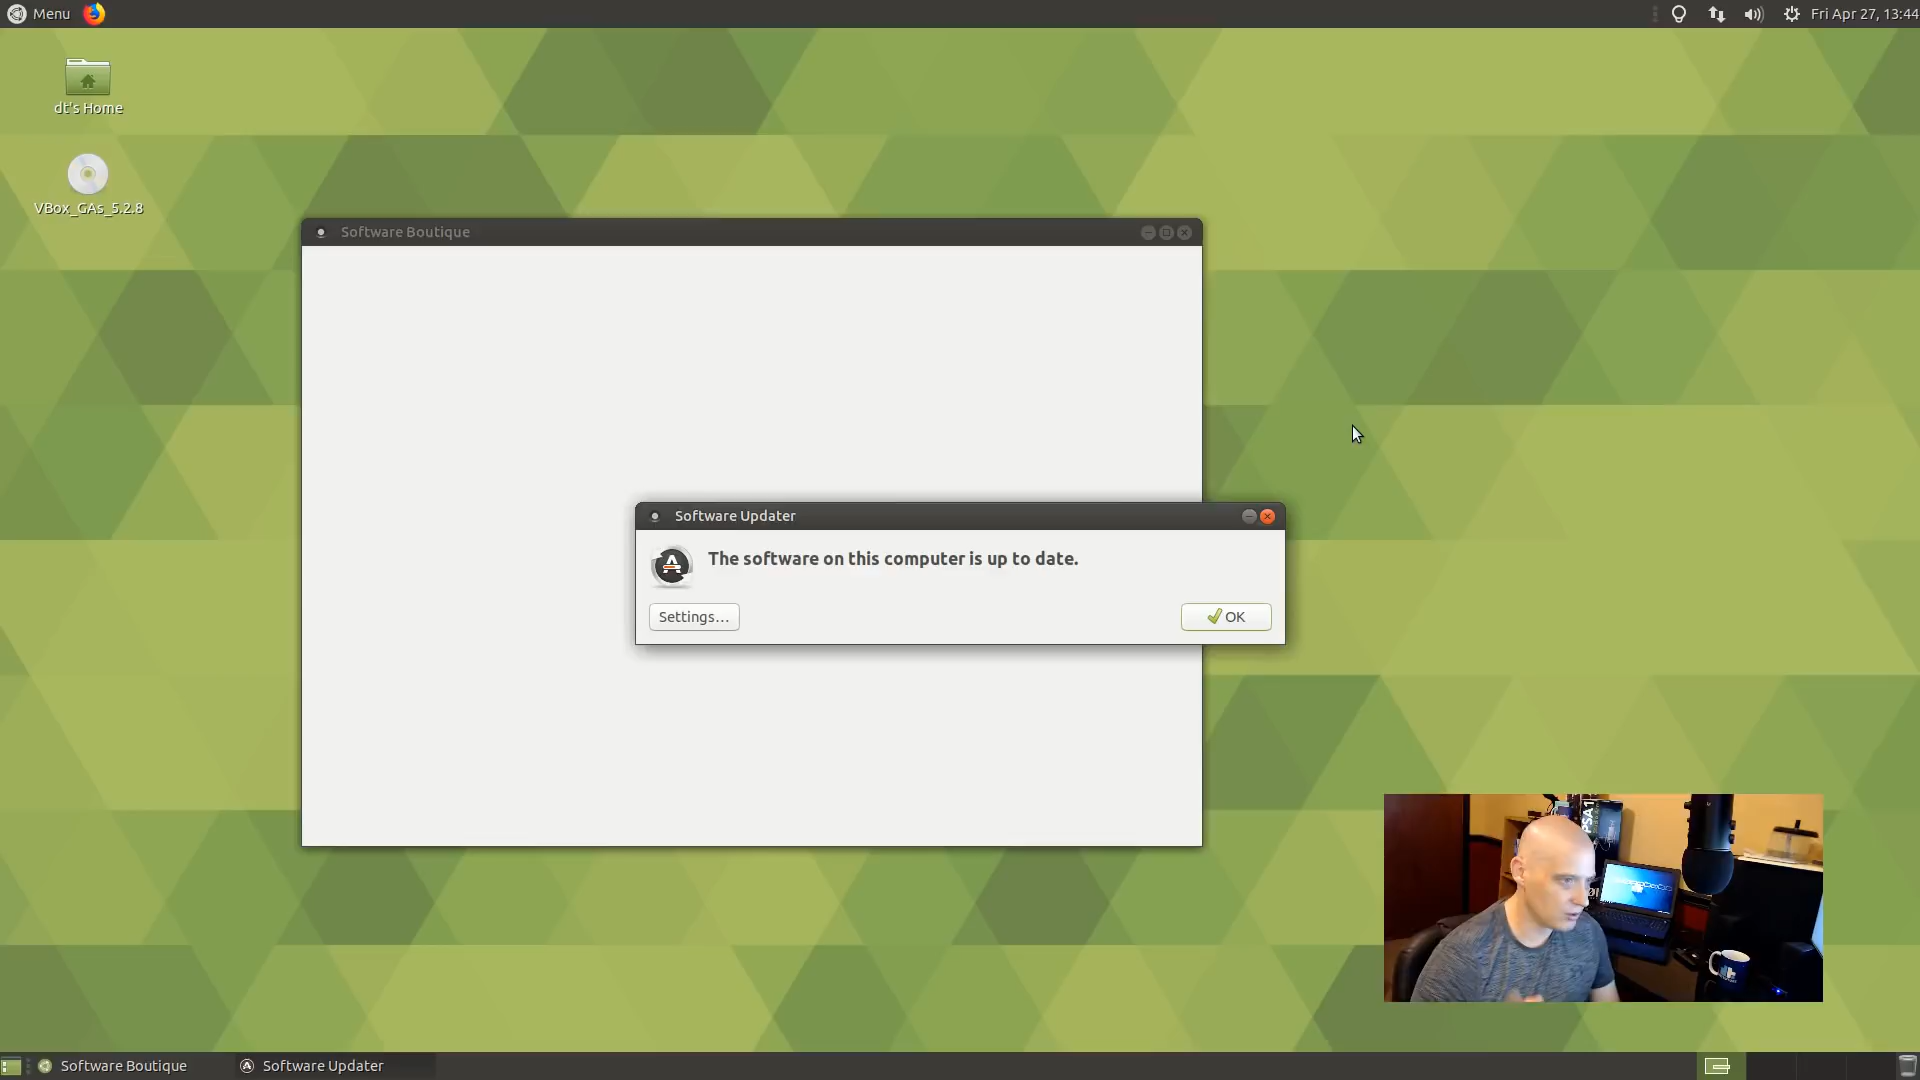 Menu
Fri Apr 27, 13:44
dt's Home
VBox_GAs_5.2.8
Software Boutique
Software Updater
The software on this computer is up to date.
Settings...
OK
PSA1
Software Boutique
Software Updater